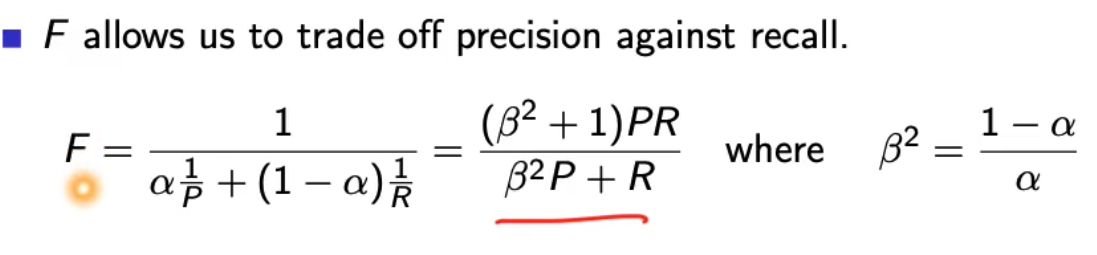 F allows us to trade off precision against recall.
F = 1 / (α 1/P + (1 − α) 1/R) = (β² + 1)PR / (β²P + R) where β² = (1 − α) / α